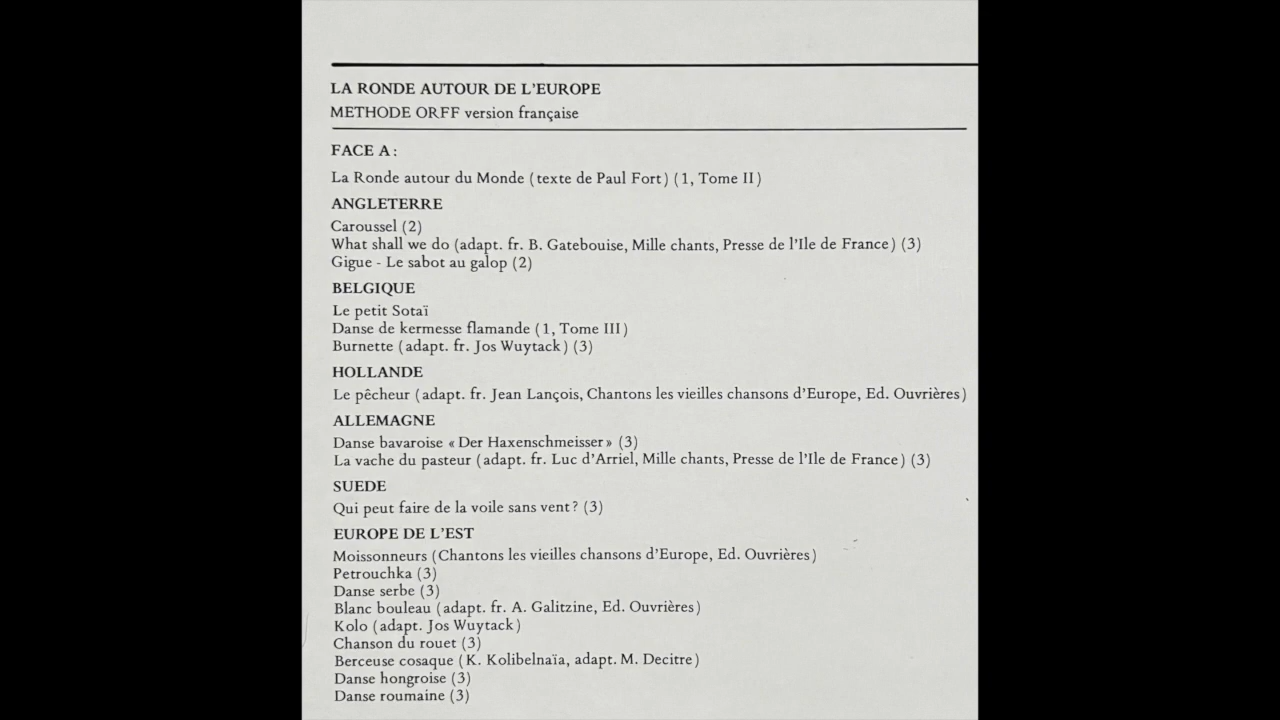 LA RONDE AUTOUR DE L'EUROPE
METHODE ORFF version française
FACE A :
La Ronde autour du Monde (texte de Paul Fort) (1, Tome II)
ANGLETERRE
Caroussel (2)
What shall we do (adapt. fr. B. Gatebouise, Mille chants, Presse de l'Ile de France) (3)
Gigue - Le sabot au galop (2)
BELGIQUE
Le petit Sotaï
Danse de kermesse flamande (1, Tome III)
Burnette (adapt. fr. Jos Wuytack) (3)
HOLLANDE
Le pêcheur (adapt. fr. Jean Lançois, Chantons les vieilles chansons d'Europe, Ed. Ouvrières)
ALLEMAGNE
Danse bavaroise « Der Haxenschmeisser » (3)
La vache du pasteur (adapt. fr. Luc d'Arriel, Mille chants, Presse de l'Ile de France) (3)
SUEDE
Qui peut faire de la voile sans vent ? (3)
EUROPE DE L'EST
Moissonneurs (Chantons les vieilles chansons d'Europe, Ed. Ouvrières)
Petrouchka (3)
Danse serbe (3)
Blanc bouleau (adapt. fr. A. Galitzine, Ed. Ouvrières)
Kolo (adapt. Jos Wuytack)
Chanson du rouet (3)
Berceuse cosaque (K. Kolibelnaïa, adapt. M. Decitre)
Danse hongroise (3)
Danse roumaine (3)